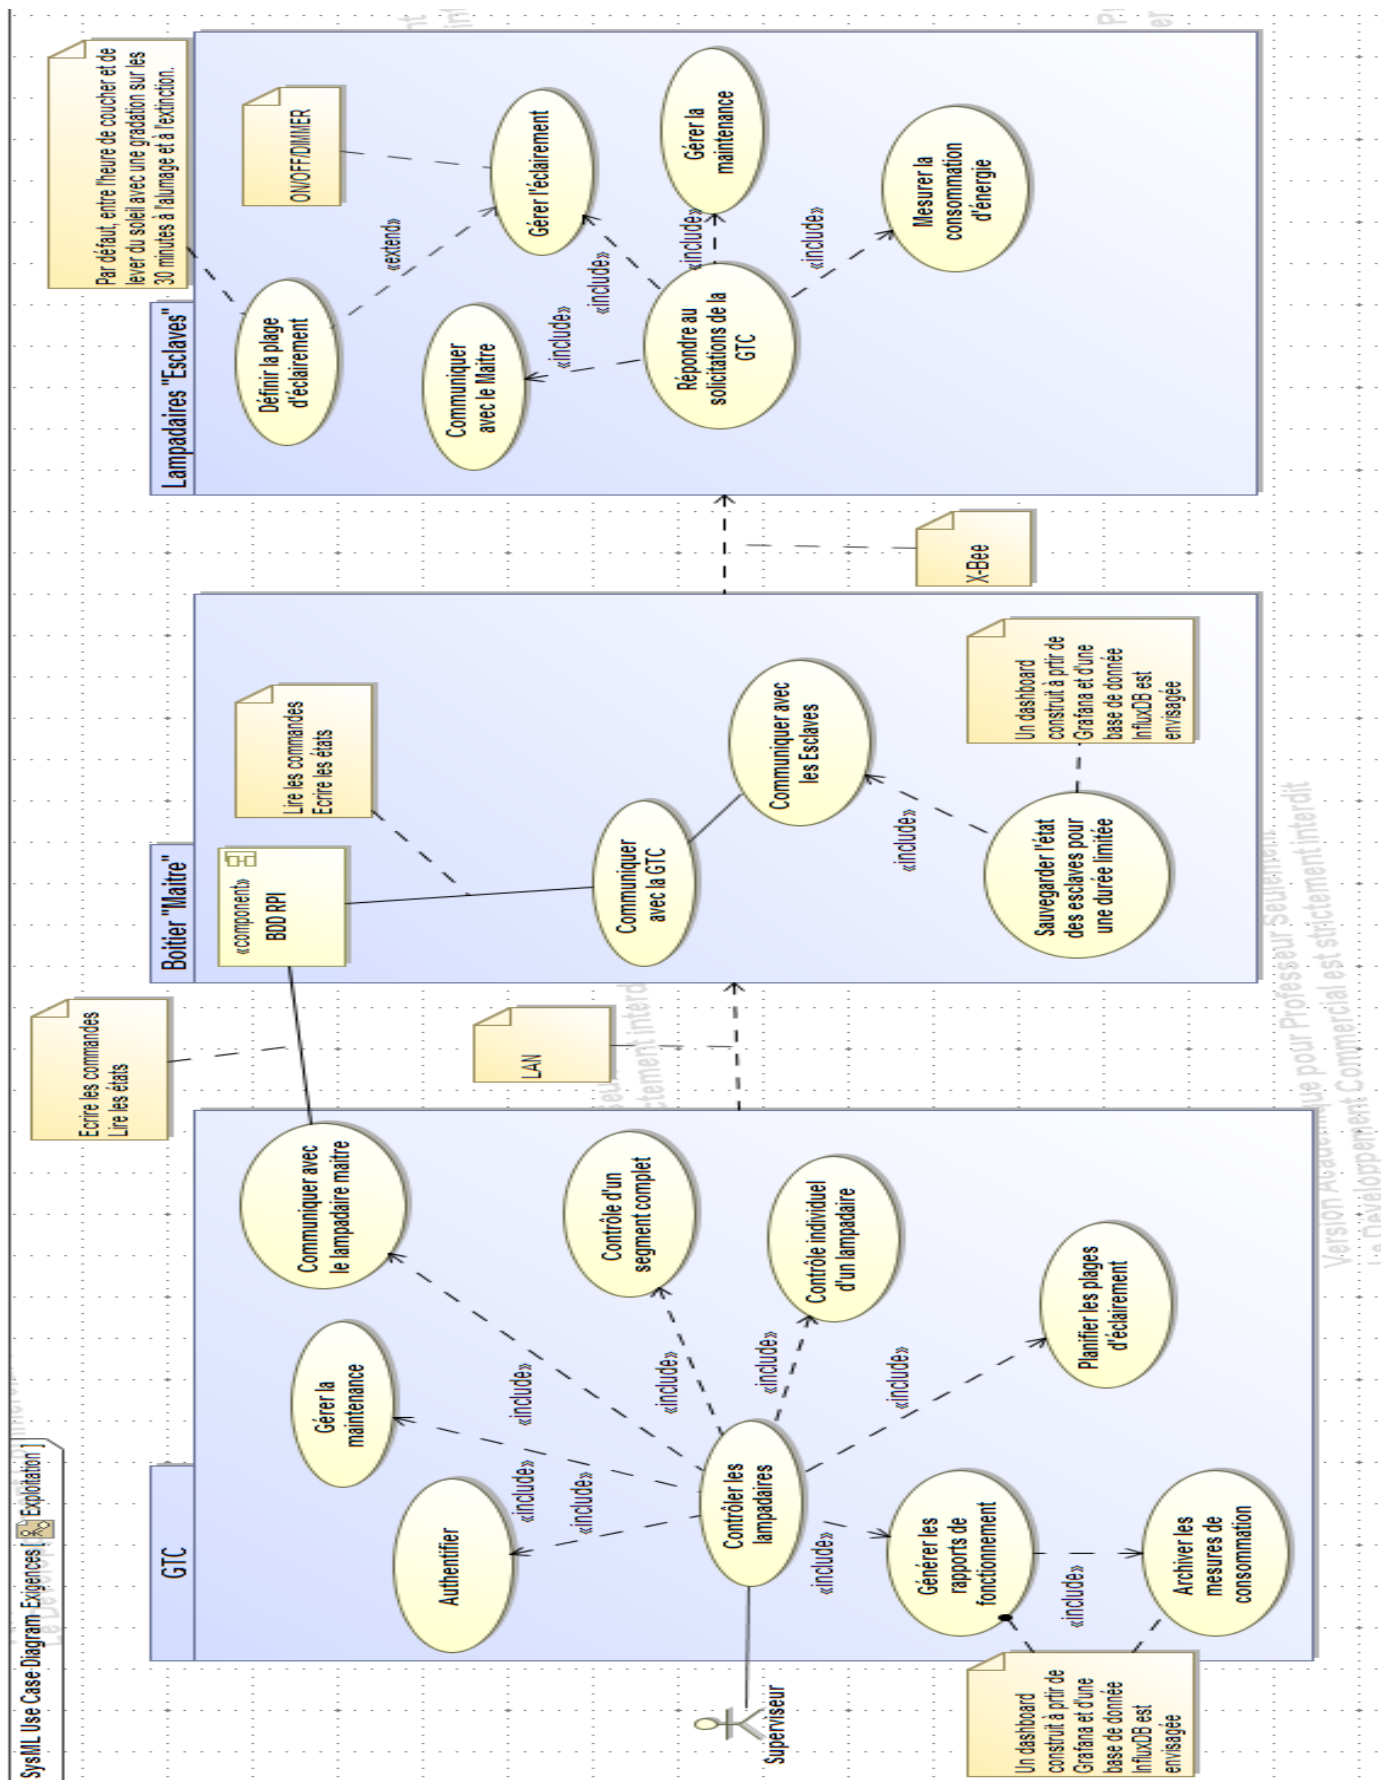 SysML Use Case Diagram Exigences [ Exploitation ]
GTC
Superviseur
Authentifier
Gérer la
maintenance
Communiquer avec
le lampadaire maitre
Contrôle d'un
segment complet
Contrôle individuel
d'un lampadaire
Planifier les plages
d'éclairement
Contrôler les
lampadaires
Générer les
rapports de
fonctionnement
Archiver les
mesures de
consommation
«include»
«include»
«include»
«include»
«include»
«include»
«include»
«include»
Un dashboard
construit à prtir de
Grafana et d'une
base de donnée
InfluxDB est
envisagée
Ecrire les commandes
Lire les états
LAN
Boitier "Maitre"
«component»
BDD RPI
Lire les commandes
Ecrire les états
Communiquer
avec la GTC
Communiquer avec
les Esclaves
«include»
Sauvegarder l'état
des esclaves pour
une durée limitée
Un dashboard
construit à prtir de
Grafana et d'une
base de donnée
InfluxDB est
envisagée
X-Bee
Lampadaires "Esclaves"
Par défaut, entre l'heure de coucher et de
lever du soleil avec une gradation sur les
30 minutes à l'alumage et à l'extinction.
ON/OFF/DIMMER
Définir la plage
d'éclairement
«extend»
Gérer l'éclairement
Communiquer
avec le Maitre
«include»
«include»
«include»
«include»
Répondre au
solicitations de la
GTC
Gérer la
maintenance
Mesurer la
consommation
d'énergie
Version Académique pour Professeur Seulement
Le Développement Commercial est strictement interdit